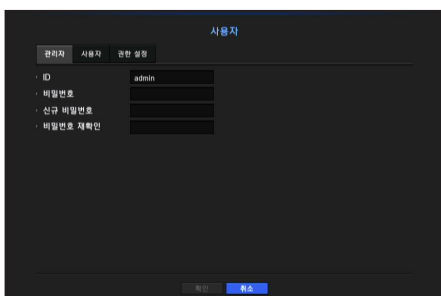 사용자
관리자 사용자 권한 설정
· ID admin
· 비밀번호
· 신규 비밀번호
· 비밀번호 재확인
확인 취소